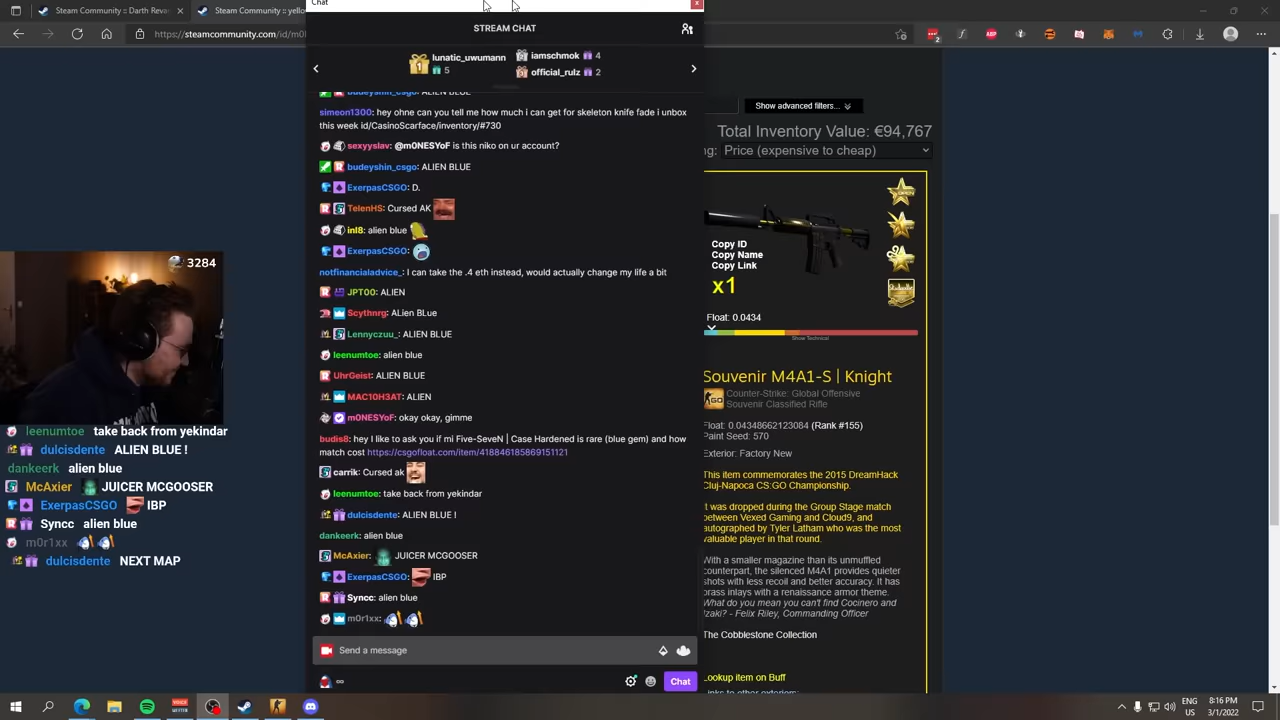 Chat
x
Steam Community :: Darth Reva
Steam Community :: yello
https://steamcommunity.com/id/
STREAM CHAT
lunatic_uwumann
5
iamschmok 4
official_rulz 2
budeyshin_csgo: ALIEN BLUE
simeon1300: hey ohne can you tell me how much i can get for skeleton knife fade i unbox
this week id/CasinoScarface/inventory/#730
sexyyslav: @m0NESYoF is this niko on ur account?
budeyshin_csgo: ALIEN BLUE
ExerpasCSGO: D.
TelenHS: Cursed AK
inl8: alien blue
ExerpasCSGO:
notfinancialadvice_: I can take the .4 eth instead, would actually change my life a bit
JPT00: ALIEN
Scythnrg: ALien BLue
Lennyczuu_: ALIEN BLUE
leenumtoe: alien blue
UhrGeist: ALIEN BLUE
MAC10H3AT: ALIEN
m0NESYoF: okay okay, gimme
budis8: hey I like to ask you if mi Five-SeveN | Case Hardened is rare (blue gem) and how
match cost https://csgofloat.com/item/418846185869151121
carrik: Cursed ak
leenumtoe: take back from yekindar
dulcisdente: ALIEN BLUE !
dankeerk: alien blue
McAxier: JUICER MCGOOSER
ExerpasCSGO: IBP
Syncc: alien blue
m0r1xx:
Send a message
∞
Chat
3284
leenumtoe take back from yekindar
dulcisdente ALIEN BLUE !
dankeerk alien blue
McAxier JUICER MCGOOSER
ExerpasCSGO IBP
Syncc alien blue
m0r1xx
dulcisdente NEXT MAP
Show advanced filters...
Total Inventory Value: €94,767
ng: Price (expensive to cheap)
Copy ID
Copy Name
Copy Link
x1
Float: 0.0434
Show Technical
Souvenir M4A1-S | Knight
Counter-Strike: Global Offensive
Souvenir Classified Rifle
Float: 0.04348662123084 (Rank #155)
Paint Seed: 570
Exterior: Factory New
This item commemorates the 2015 DreamHack
Cluj-Napoca CS:GO Championship.
It was dropped during the Group Stage match
between Vexed Gaming and Cloud9, and
autographed by Tyler Latham who was the most
valuable player in that round.
With a smaller magazine than its unmuffled
counterpart, the silenced M4A1 provides quieter
shots with less recoil and better accuracy. It has
brass inlays with a renaissance armor theme.
What do you mean you can't find Cocinero and
Izaki? - Felix Riley, Commanding Officer
The Cobblestone Collection
Lookup item on Buff
Links to other exteriors:
ENG
US
8:16 PM
3/1/2022